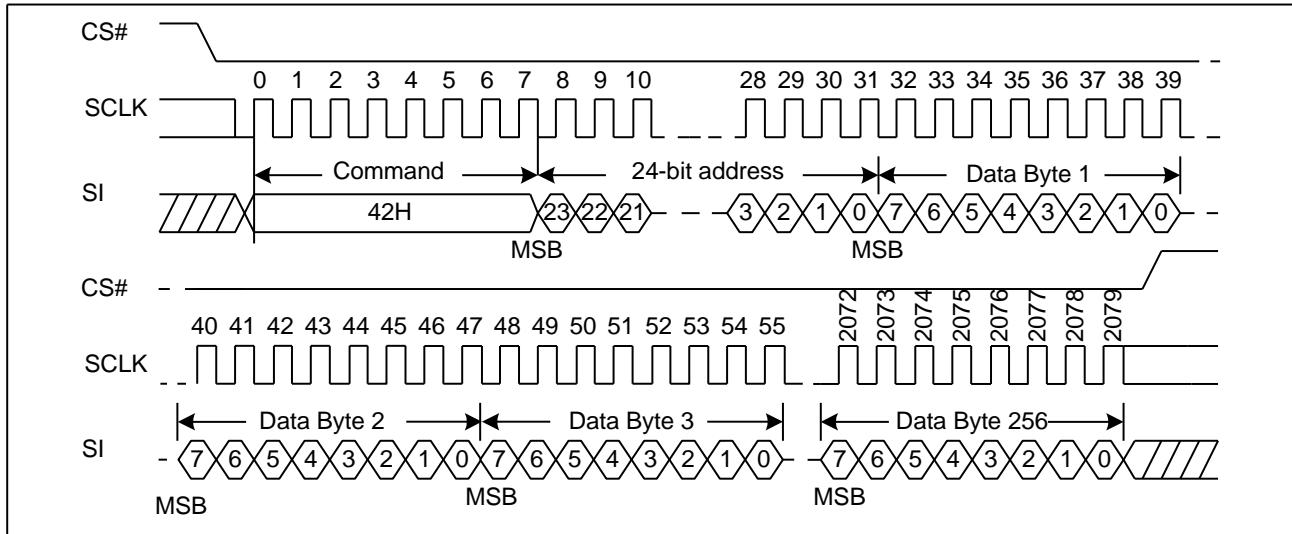 CS#
0 1 2 3 4 5 6 7 8 9 10 28 29 30 31 32 33 34 35 36 37 38 39
SCLK
Command 24-bit address Data Byte 1
SI
42H 23 22 21 3 2 1 0 7 6 5 4 3 2 1 0
MSB MSB
CS#
40 41 42 43 44 45 46 47 48 49 50 51 52 53 54 55 2072 2073 2074 2075 2076 2077 2078 2079
SCLK
Data Byte 2 Data Byte 3 Data Byte 256
SI
7 6 5 4 3 2 1 0 7 6 5 4 3 2 1 0 7 6 5 4 3 2 1 0
MSB MSB MSB